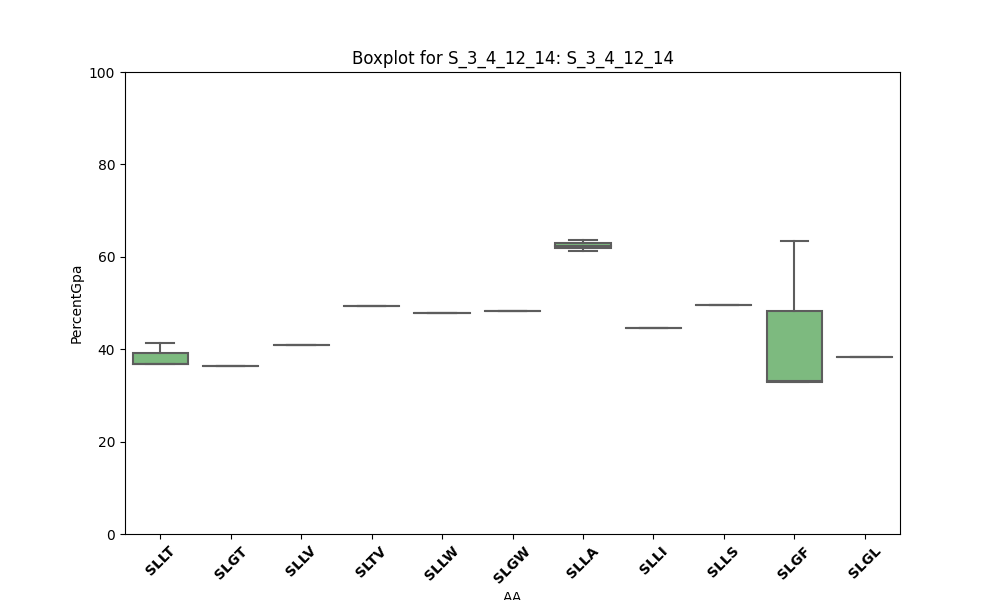 Boxplot for S_3_4_12_14: S_3_4_12_14
100
80
60
40
20
0
PercentGpa
SLLT
SLGT
SLLV
SLTV
SLLW
SLGW
SLLA
SLLI
SLLS
SLGF
SLGL
AA